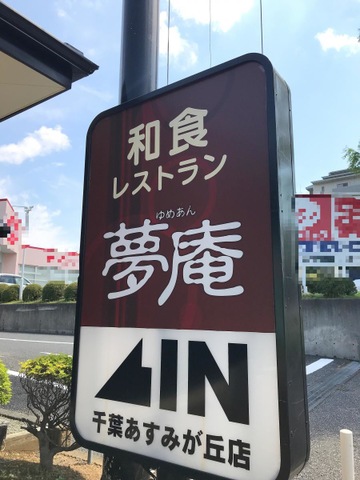 和食
レストラン
ゆめあん
夢庵
IN
千葉あすみが丘店